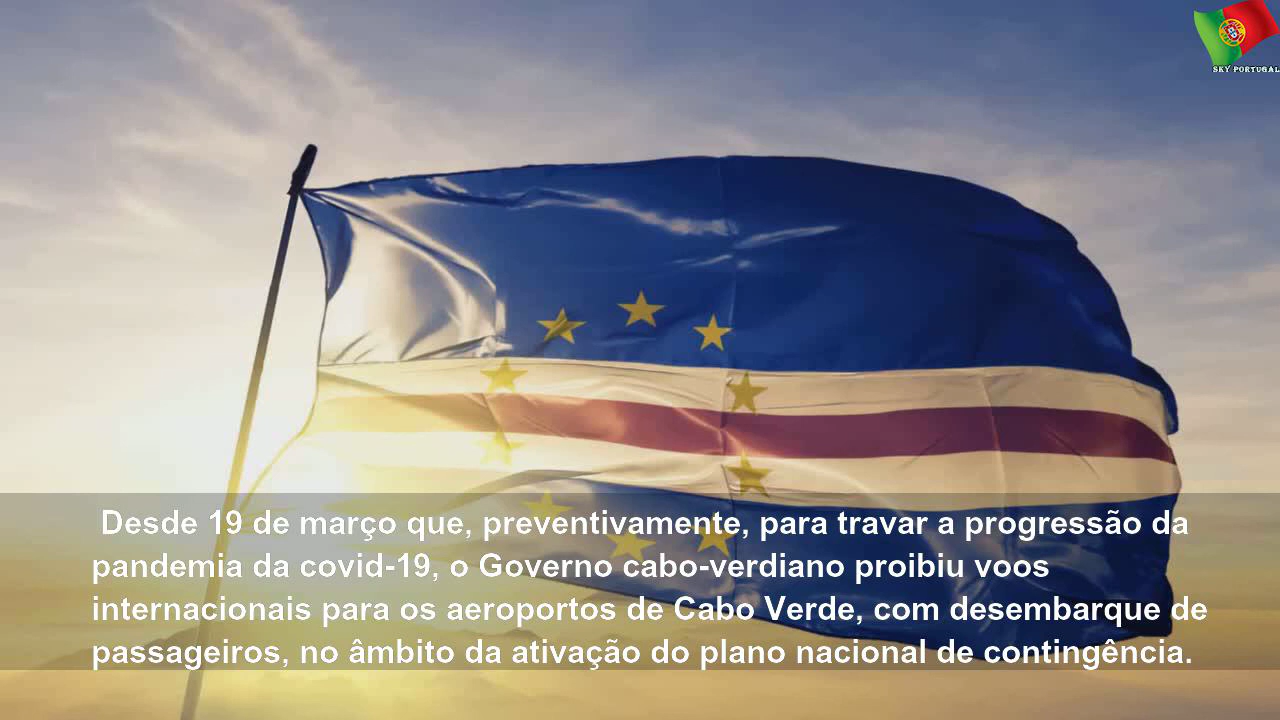 SKY PORTUGAL
Desde 19 de março que, preventivamente, para travar a progressão da
pandemia da covid-19, o Governo cabo-verdiano proibiu voos
internacionais para os aeroportos de Cabo Verde, com desembarque de
passageiros, no âmbito da ativação do plano nacional de contingência.